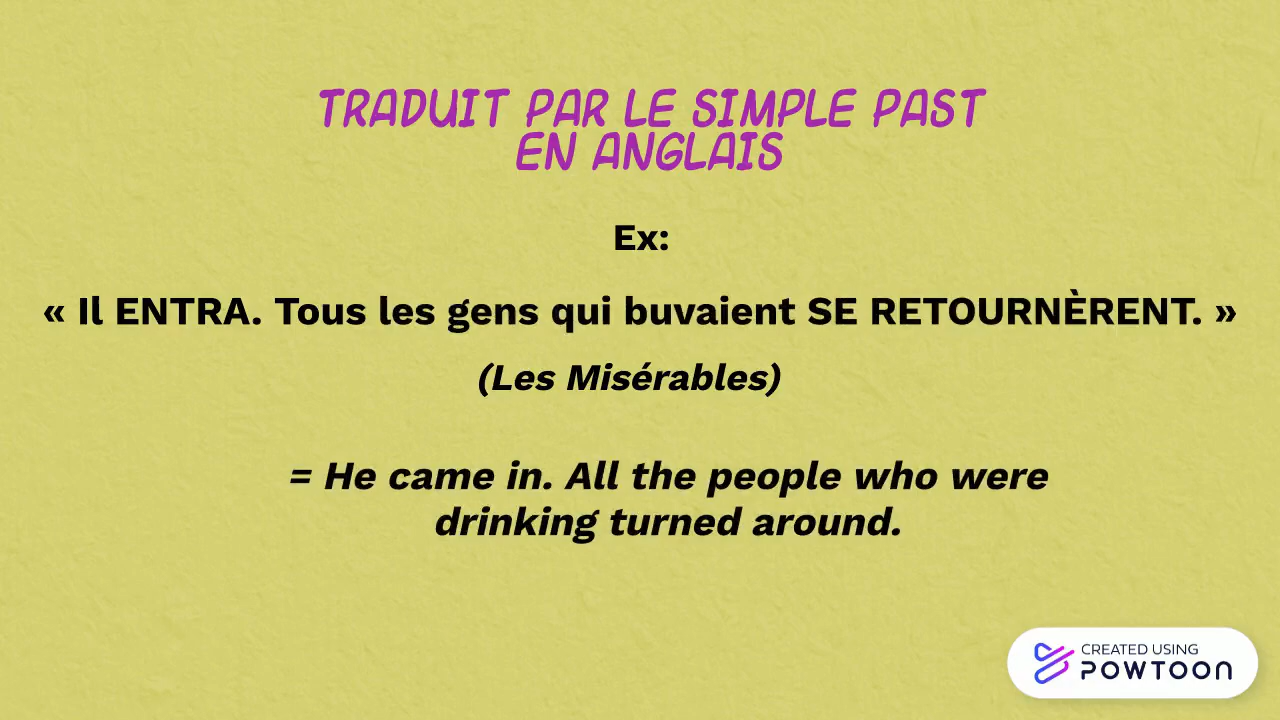 TRADUIT PAR LE SIMPLE PAST
EN ANGLAIS
Ex:
« Il ENTRA. Tous les gens qui buvaient SE RETOURNÈRENT. »
(Les Misérables)
= He came in. All the people who were
drinking turned around.
CREATED USING
POWTOON